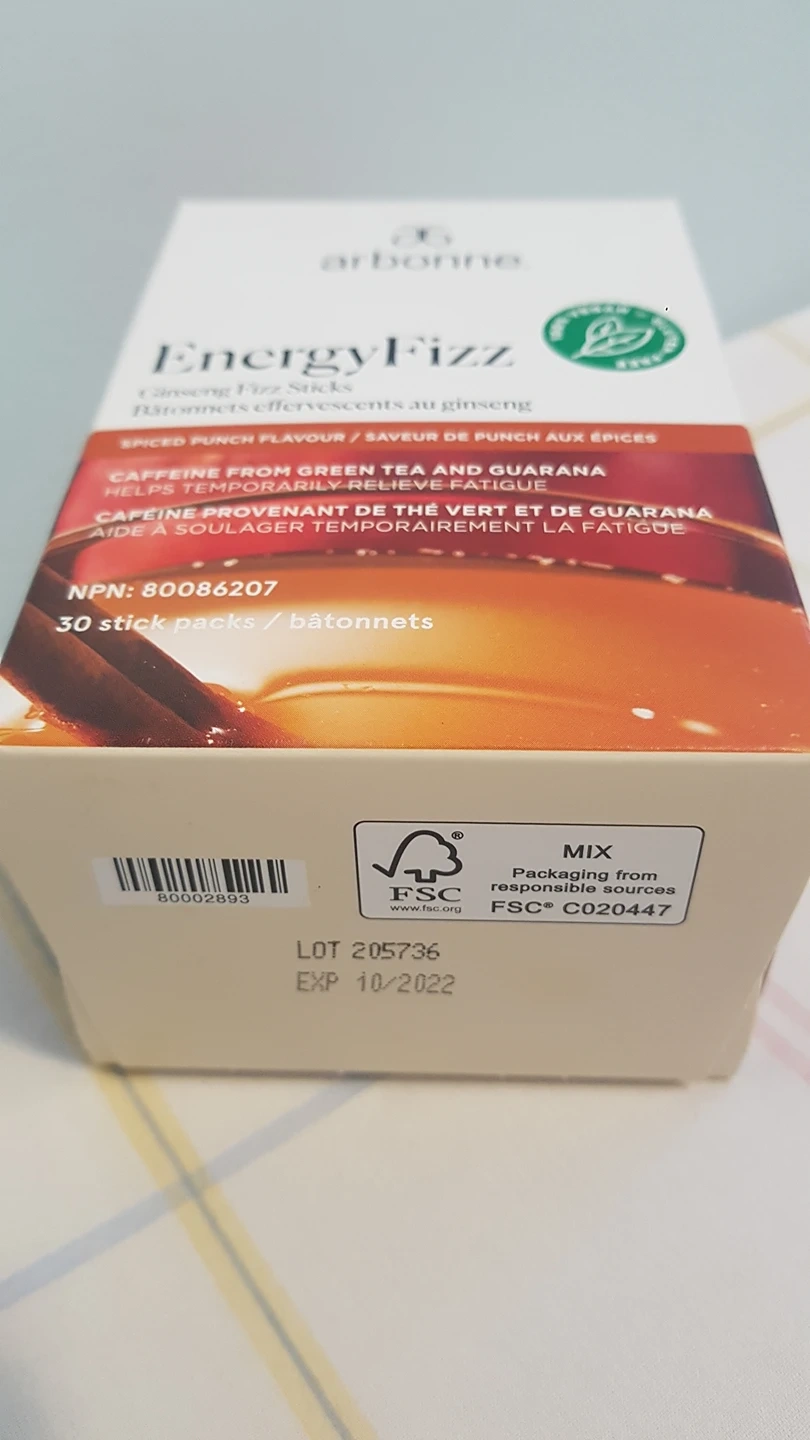 arbonne
EnergyFizz
Ginseng Fizz Sticks
Bâtonnets effervescents au ginseng
SPICED PUNCH FLAVOUR / SAVEUR DE PUNCH AUX ÉPICES
CAFFEINE FROM GREEN TEA AND GUARANA
HELPS TEMPORARILY RELIEVE FATIGUE
CAFÉINE PROVENANT DE THÉ VERT ET DE GUARANA
AIDE À SOULAGER TEMPORAIREMENT LA FATIGUE
NPN: 80086207
30 stick packs / bâtonnets
80002893
FSC®
www.fsc.org
MIX
Packaging from
responsible sources
FSC® C020447
LOT 205736
EXP 10/2022